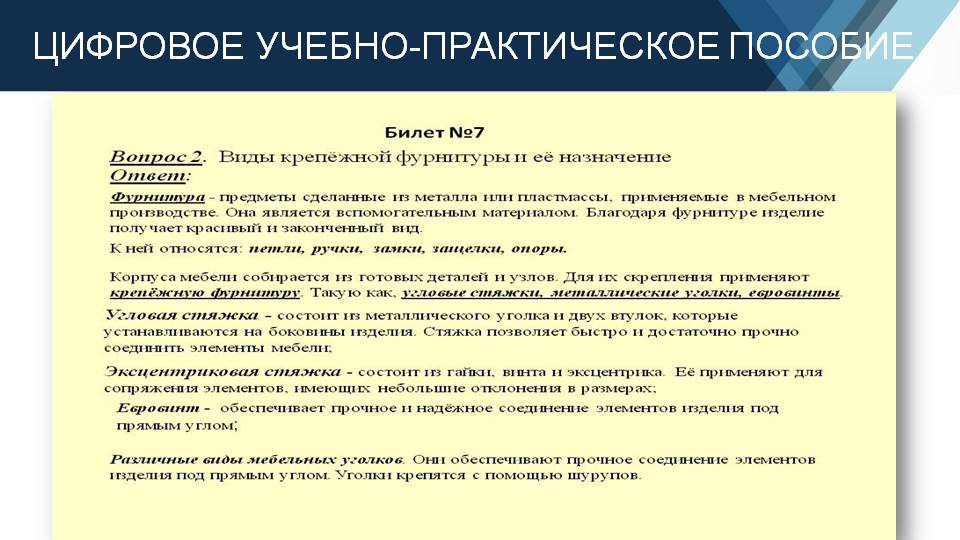 ЦИФРОВОЕ УЧЕБНО-ПРАКТИЧЕСКОЕ ПОСОБИЕ
Билет №7
Вопрос 2. Виды крепёжной фурнитуры и её назначение
Ответ:
Фурнитура - предметы сделанные из металла или пластмассы, применяемые в мебельном
производстве. Она является вспомогательным материалом. Благодаря фурнитуре изделие
получает красивый и законченный вид.
К ней относятся: петли, ручки, замки, защелки, опоры.
Корпуса мебели собирается из готовых деталей и узлов. Для их скрепления применяют
крепёжную фурнитуру. Такую как, угловые стяжки, металлические уголки, евровинты.
Угловая стяжка - состоит из металлического уголка и двух втулок, которые
устанавливаются на боковины изделия. Стяжка позволяет быстро и достаточно прочно
соединить элементы мебели;
Эксцентриковая стяжка - состоит из гайки, винта и эксцентрика. Её применяют для
сопряжения элементов, имеющих небольшие отклонения в размерах;
Евровинт - обеспечивает прочное и надёжное соединение элементов изделия под
прямым углом;
Различные виды мебельных уголков. Они обеспечивают прочное соединение элементов
изделия под прямым углом. Уголки крепятся с помощью шурупов.